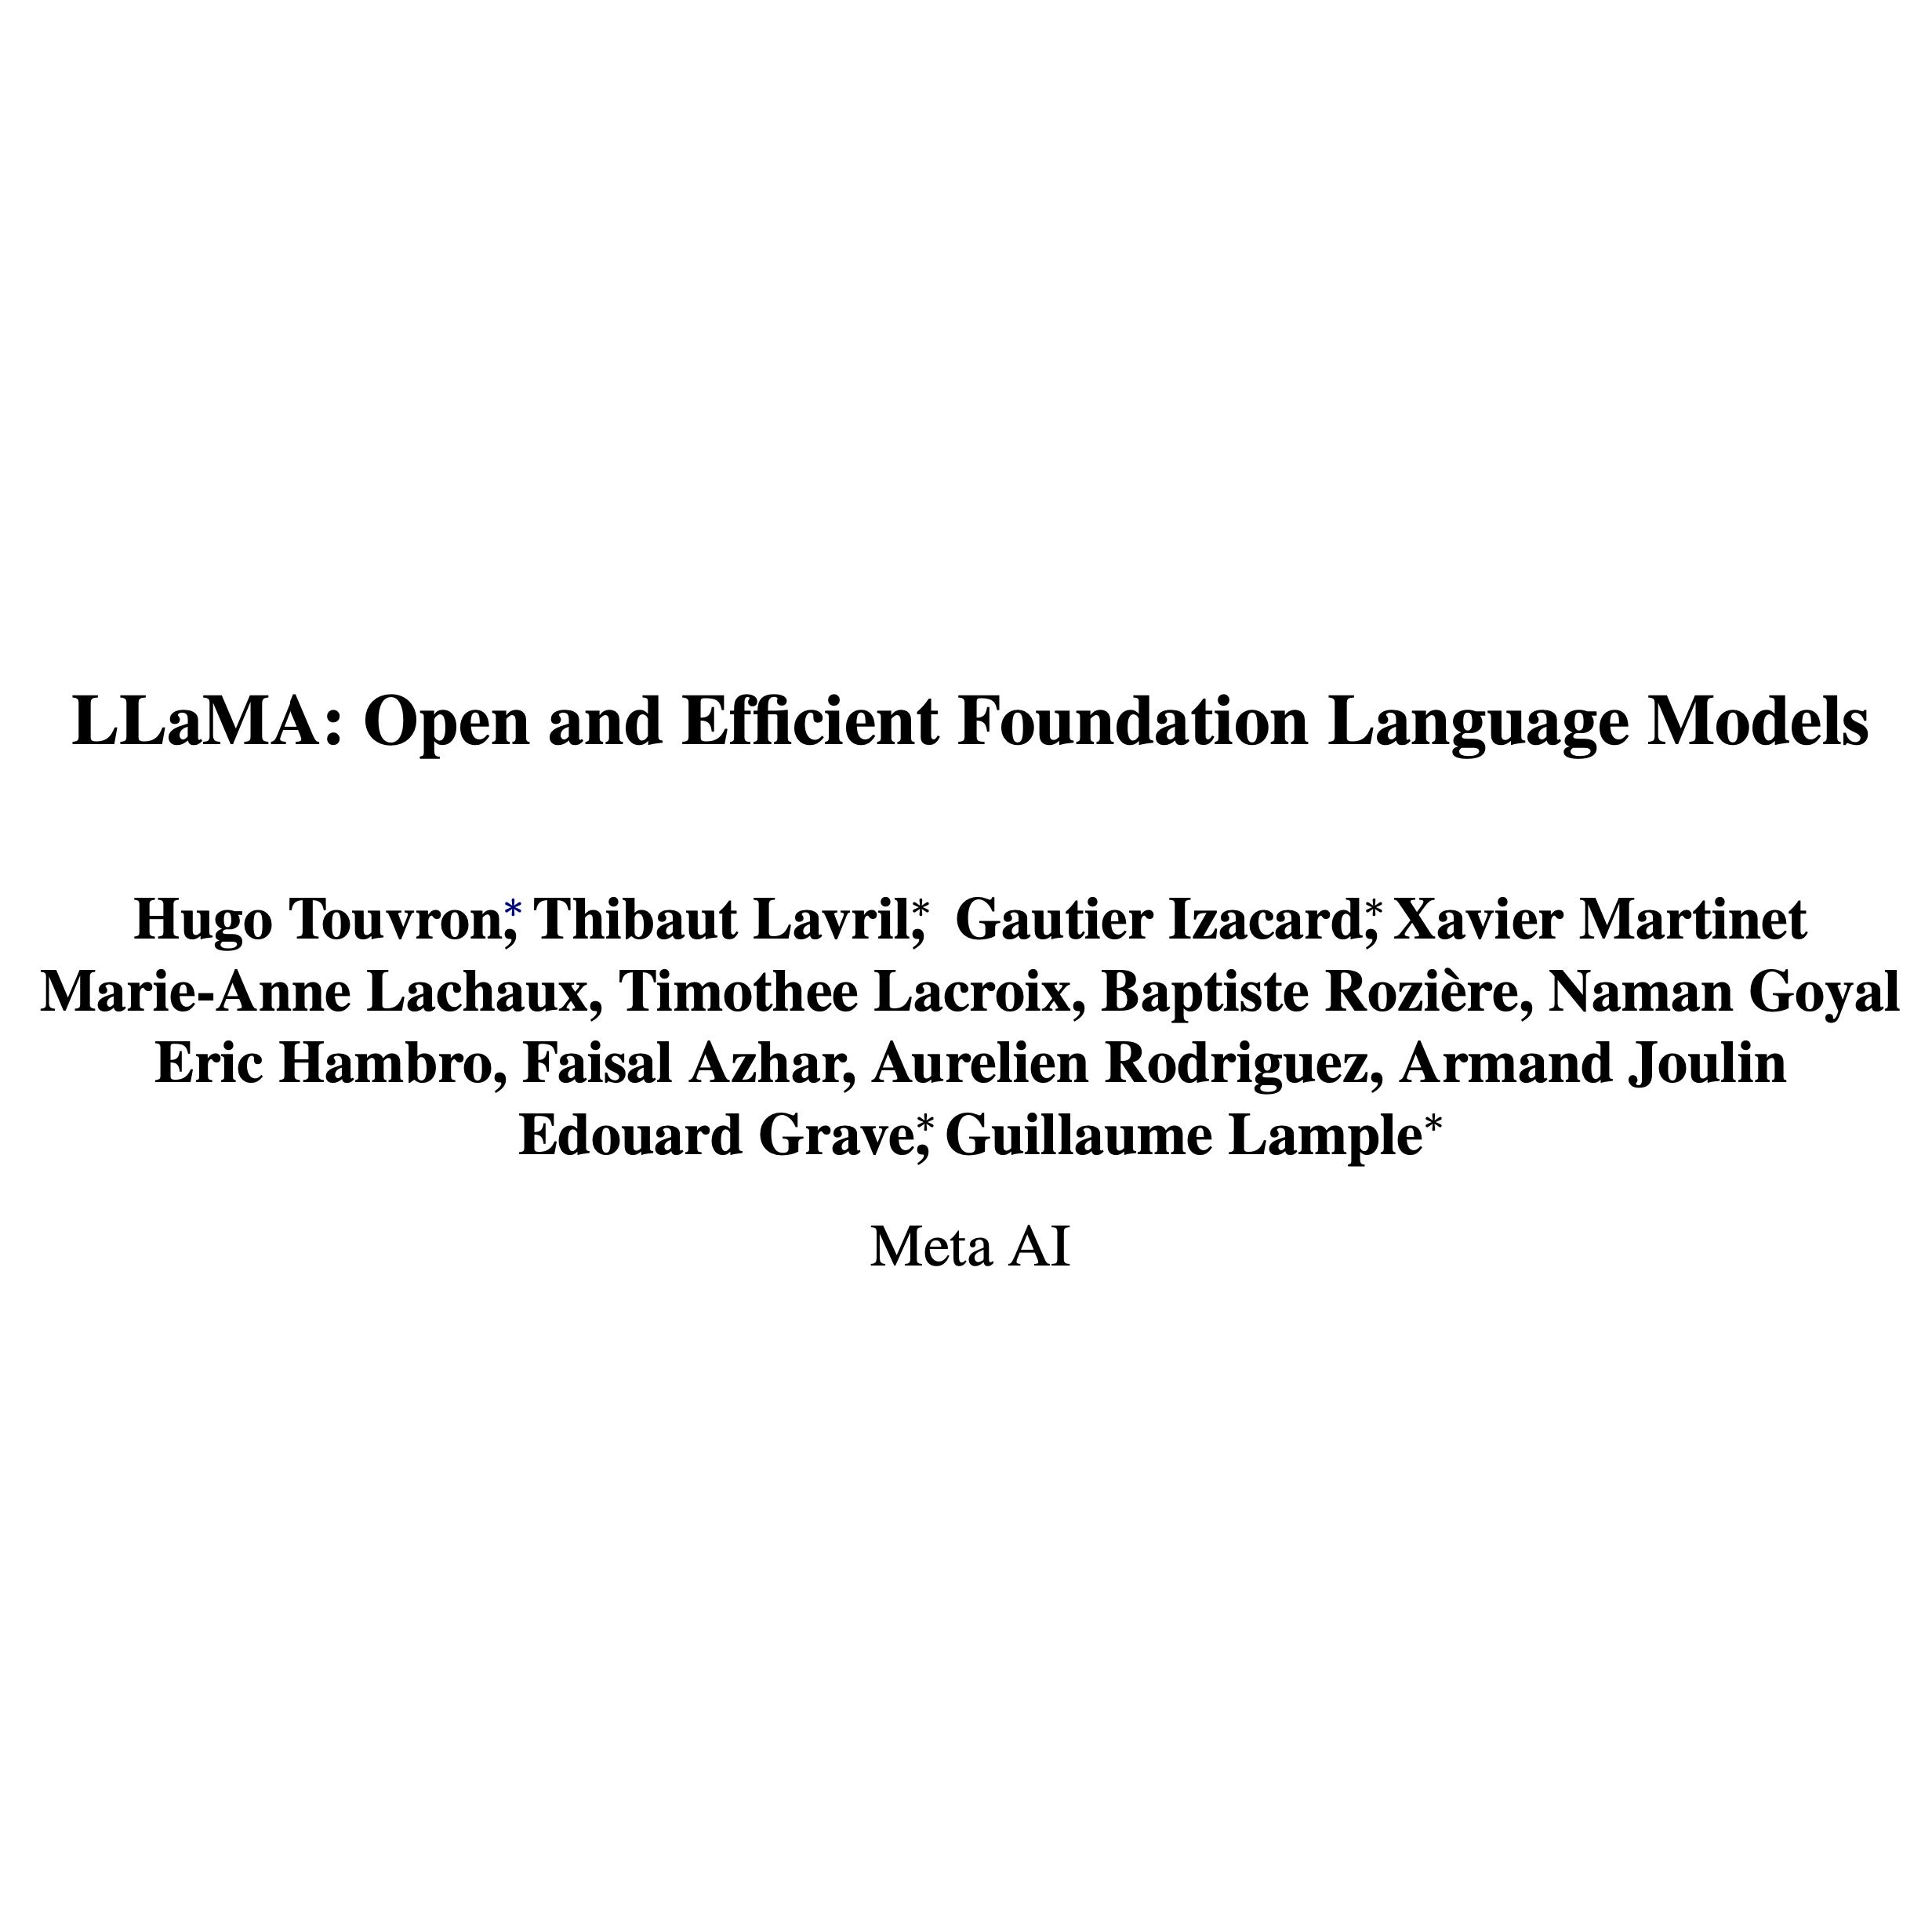 LLaMA: Open and Efficient Foundation Language Models
Hugo Touvron,* Thibaut Lavril,* Gautier Izacard,* Xavier Martinet
Marie-Anne Lachaux, Timothee Lacroix, Baptiste Rozière, Naman Goyal
Eric Hambro, Faisal Azhar, Aurelien Rodriguez, Armand Joulin
Edouard Grave,* Guillaume Lample*
Meta AI